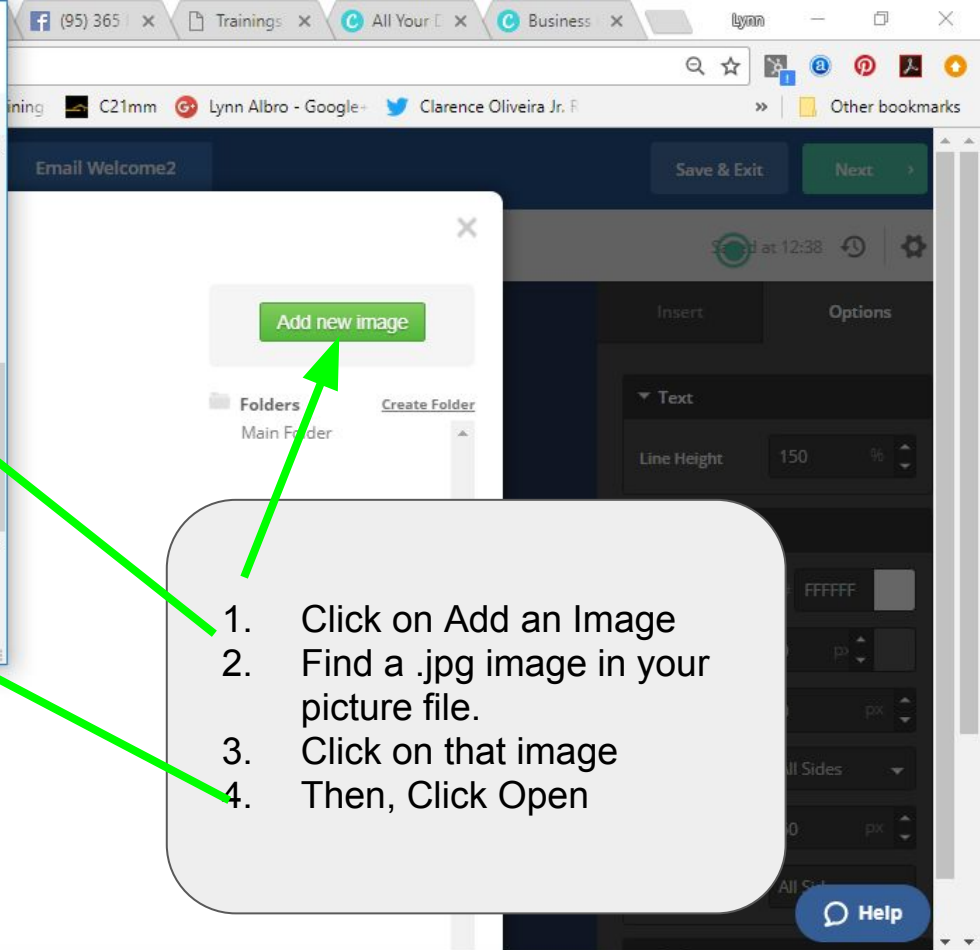 (95) 365
Trainings
All Your
Business
Lynn
ining
C21mm
Lynn Albro - Google+
Clarence Oliveira Jr.
»
Other bookmarks
Email Welcome2
Save & Exit
Next
at 12:38
Add new image
Insert
Options
Folders
Create Folder
Main Folder
Text
Line Height
150
%
FFFFFF
px
px
All Sides
px
All
1. Click on Add an Image
2. Find a .jpg image in your
picture file.
3. Click on that image
4. Then, Click Open
Help